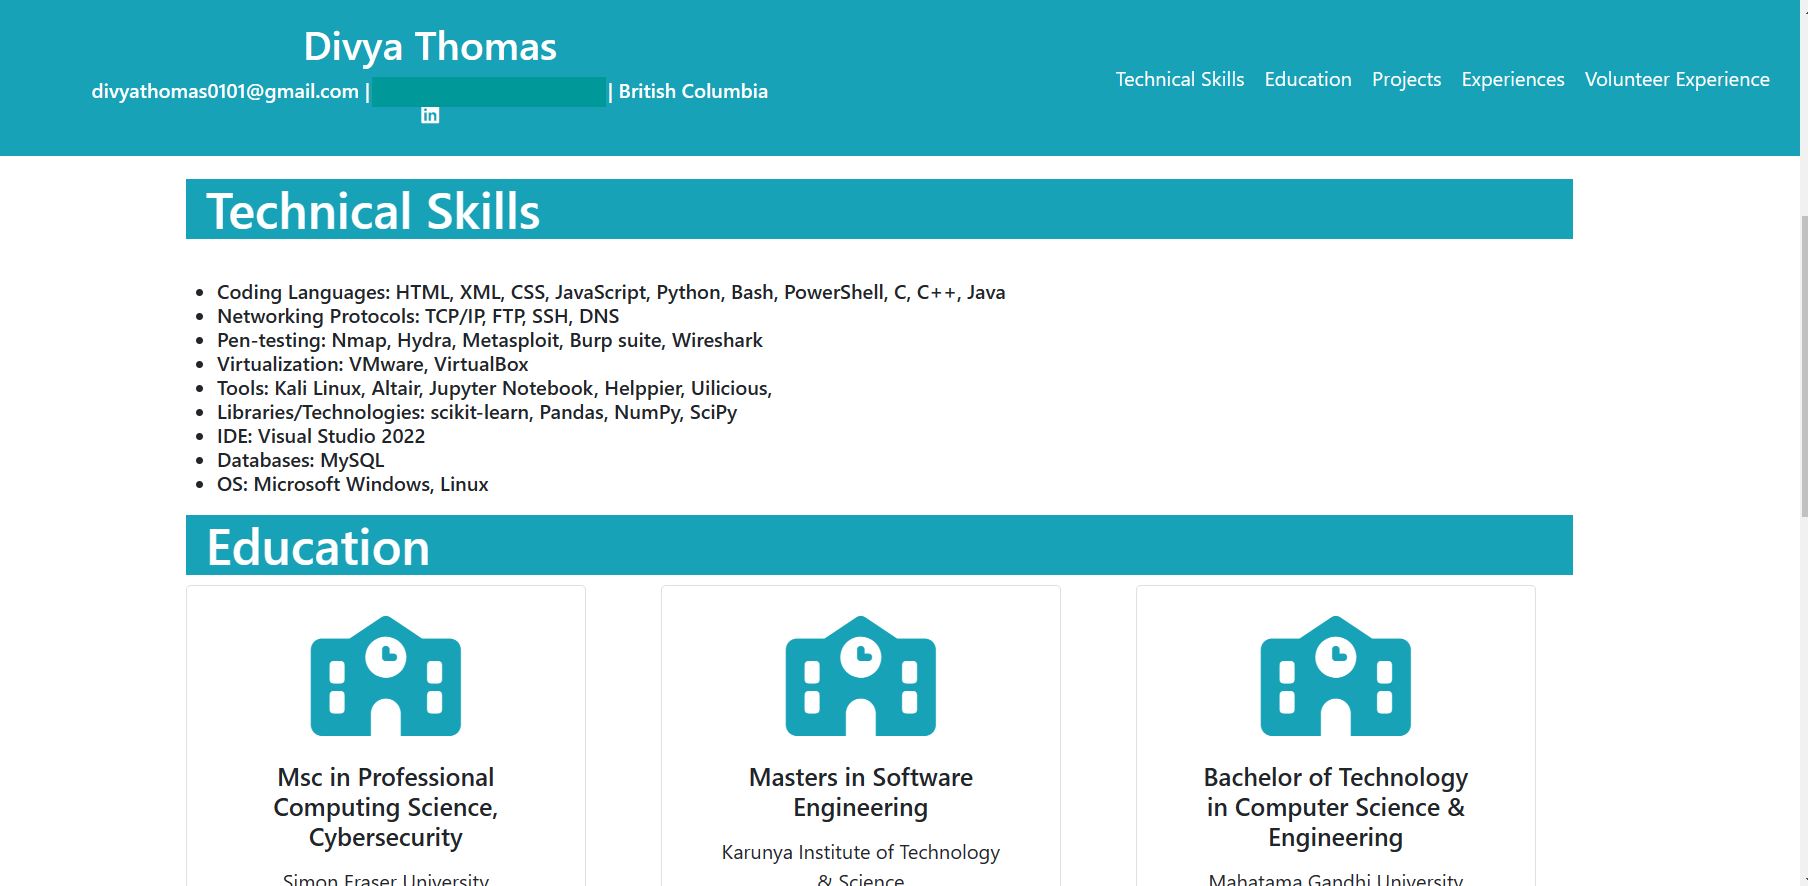 Divya Thomas
divyathomas0101@gmail.com | | British Columbia
in
Technical Skills Education Projects Experiences Volunteer Experience
Technical Skills
• Coding Languages: HTML, XML, CSS, JavaScript, Python, Bash, PowerShell, C, C++, Java
• Networking Protocols: TCP/IP, FTP, SSH, DNS
• Pen-testing: Nmap, Hydra, Metasploit, Burp suite, Wireshark
• Virtualization: VMware, VirtualBox
• Tools: Kali Linux, Altair, Jupyter Notebook, Helppier, Uilicious,
• Libraries/Technologies: scikit-learn, Pandas, NumPy, SciPy
• IDE: Visual Studio 2022
• Databases: MySQL
• OS: Microsoft Windows, Linux
Education
Msc in Professional
Computing Science,
Cybersecurity
Simon Fraser University
Masters in Software
Engineering
Karunya Institute of Technology
& Science
Bachelor of Technology
in Computer Science &
Engineering
Mahatama Gandhi University